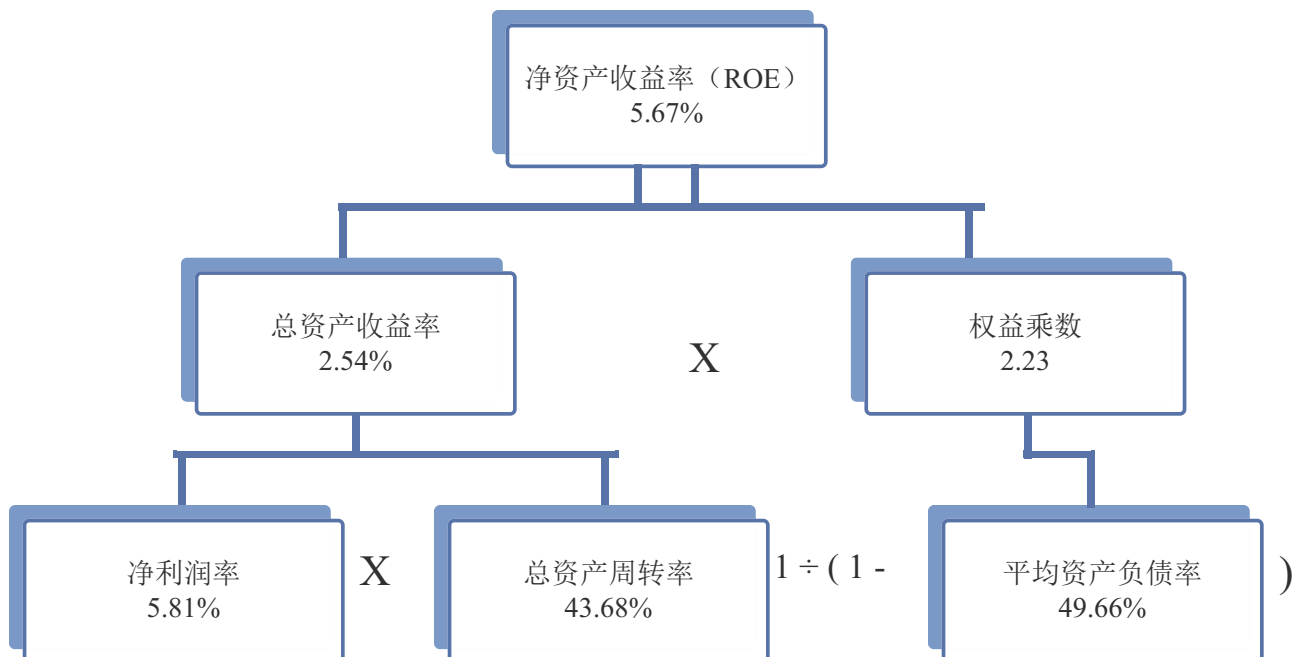 净资产收益率（ROE）
5.67%
总资产收益率
2.54%
X
权益乘数
2.23
净利润率
5.81%
X
总资产周转率
43.68%
1 ÷ ( 1 -
平均资产负债率
49.66%
)